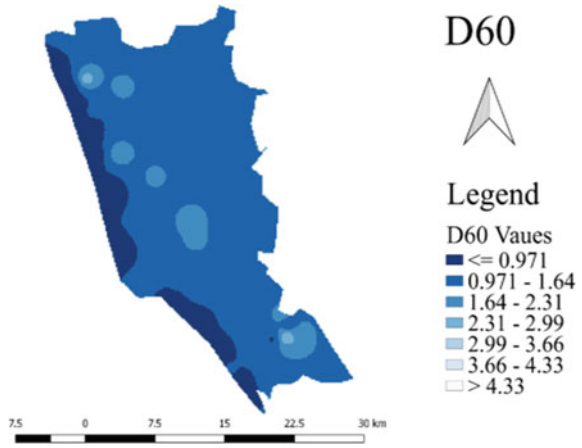 D60
Legend
D60 Vaues
<= 0.971
0.971 - 1.64
1.64 - 2.31
2.31 - 2.99
2.99 - 3.66
3.66 - 4.33
> 4.33
7.5 0 7.5 15 22.5 30 km